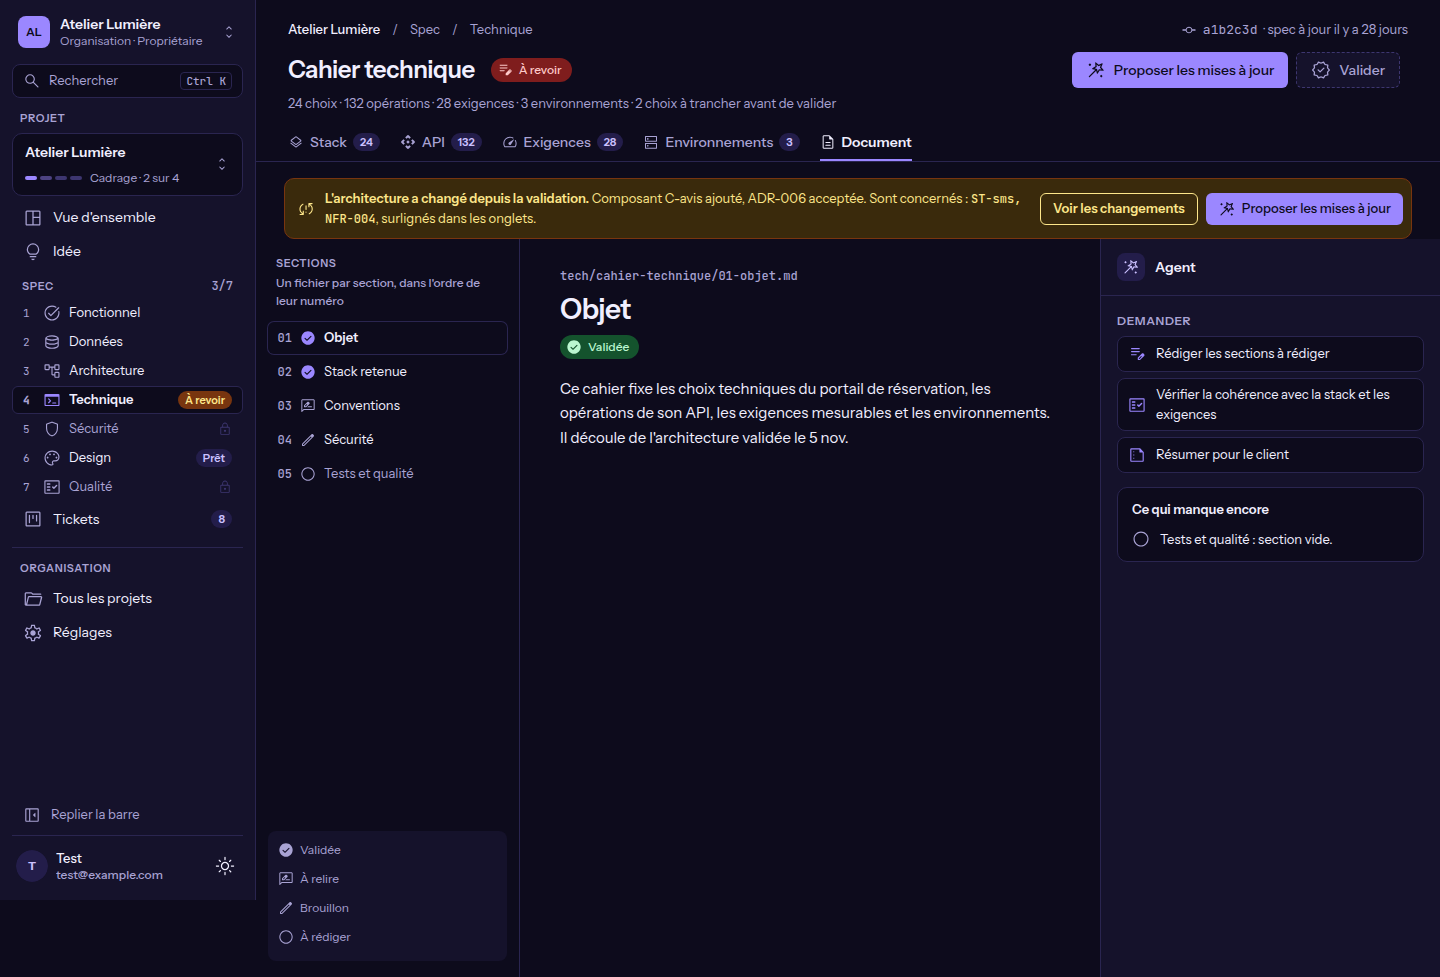 AL
Atelier Lumière
Organisation · Propriétaire
Rechercher
Ctrl K
PROJET
Atelier Lumière
Cadrage · 2 sur 4
Vue d'ensemble
Idée
SPEC 3/7
1 Fonctionnel
2 Données
3 Architecture
4 Technique À revoir
5 Sécurité
6 Design Prêt
7 Qualité
Tickets 8
ORGANISATION
Tous les projets
Réglages
Replier la barre
T
Test
test@example.com
Atelier Lumière / Spec / Technique
a1b2c3d · spec à jour il y a 28 jours
Cahier technique
À revoir
Proposer les mises à jour
Valider
24 choix · 132 opérations · 28 exigences · 3 environnements · 2 choix à trancher avant de valider
Stack 24
API 132
Exigences 28
Environnements 3
Document
L'architecture a changé depuis la validation. Composant C-avis ajouté, ADR-006 acceptée. Sont concernés : ST-sms,
NFR-004, surlignés dans les onglets.
Voir les changements
Proposer les mises à jour
SECTIONS
Un fichier par section, dans l'ordre de
leur numéro
01 Objet
02 Stack retenue
03 Conventions
04 Sécurité
05 Tests et qualité
Validée
À relire
Brouillon
À rédiger
tech/cahier-technique/01-objet.md
Objet
Validée
Ce cahier fixe les choix techniques du portail de réservation, les
opérations de son API, les exigences mesurables et les environnements.
Il découle de l'architecture validée le 5 nov.
Agent
DEMANDER
Rédiger les sections à rédiger
Vérifier la cohérence avec la stack et les
exigences
Résumer pour le client
Ce qui manque encore
Tests et qualité : section vide.